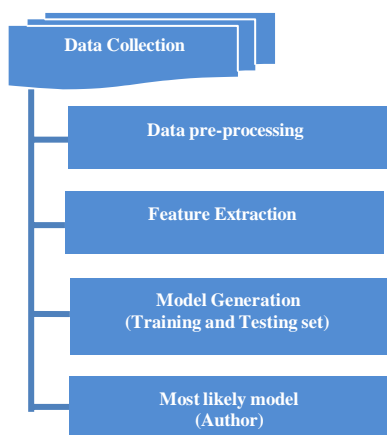 Data Collection
Data pre-processing
Feature Extraction
Model Generation
(Training and Testing set)
Most likely model
(Author)